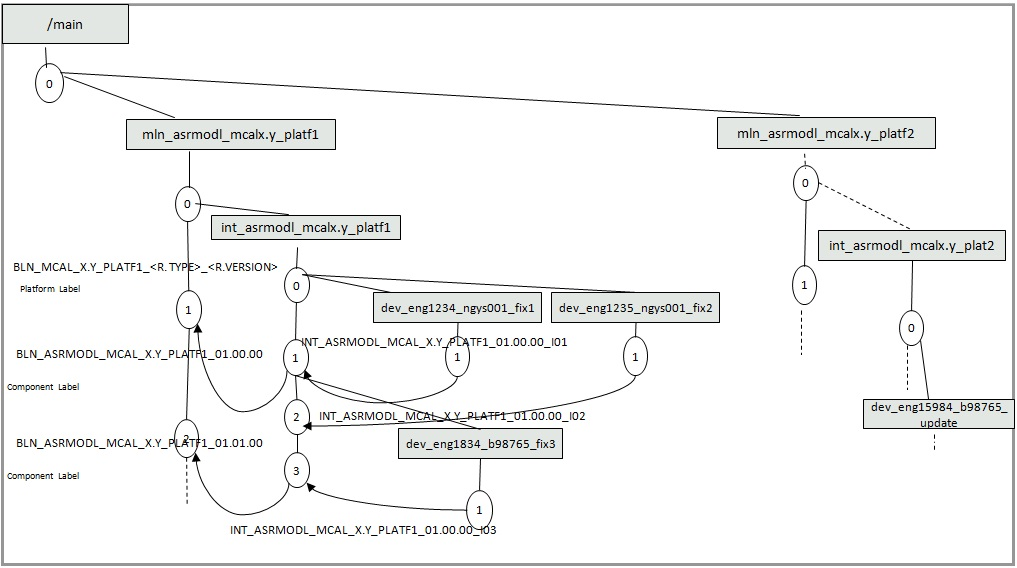 /main
0
mln_asrmodl_mcalx.y_platf1
mln_asrmodl_mcalx.y_platf2
0
0
int_asrmodl_mcalx.y_platf1
int_asrmodl_mcalx.y_plat2
BLN_MCAL_X.Y_PLATF1_<R.TYPE>_<R.VERSION>
Platform Label
0
1
1
dev_eng1234_ngys001_fix1
dev_eng1235_ngys001_fix2
0
INT_ASRMODL_MCAL_X.Y_PLATF1_01.00.00_I01
BLN_ASRMODL_MCAL_X.Y_PLATF1_01.00.00
1
1
1
Component Label
2
INT_ASRMODL_MCAL_X.Y_PLATF1_01.00.00_I02
dev_eng15984_b98765_
update
BLN_ASRMODL_MCAL_X.Y_PLATF1_01.01.00
2
dev_eng1834_b98765_fix3
Component Label
3
1
INT_ASRMODL_MCAL_X.Y_PLATF1_01.00.00_I03